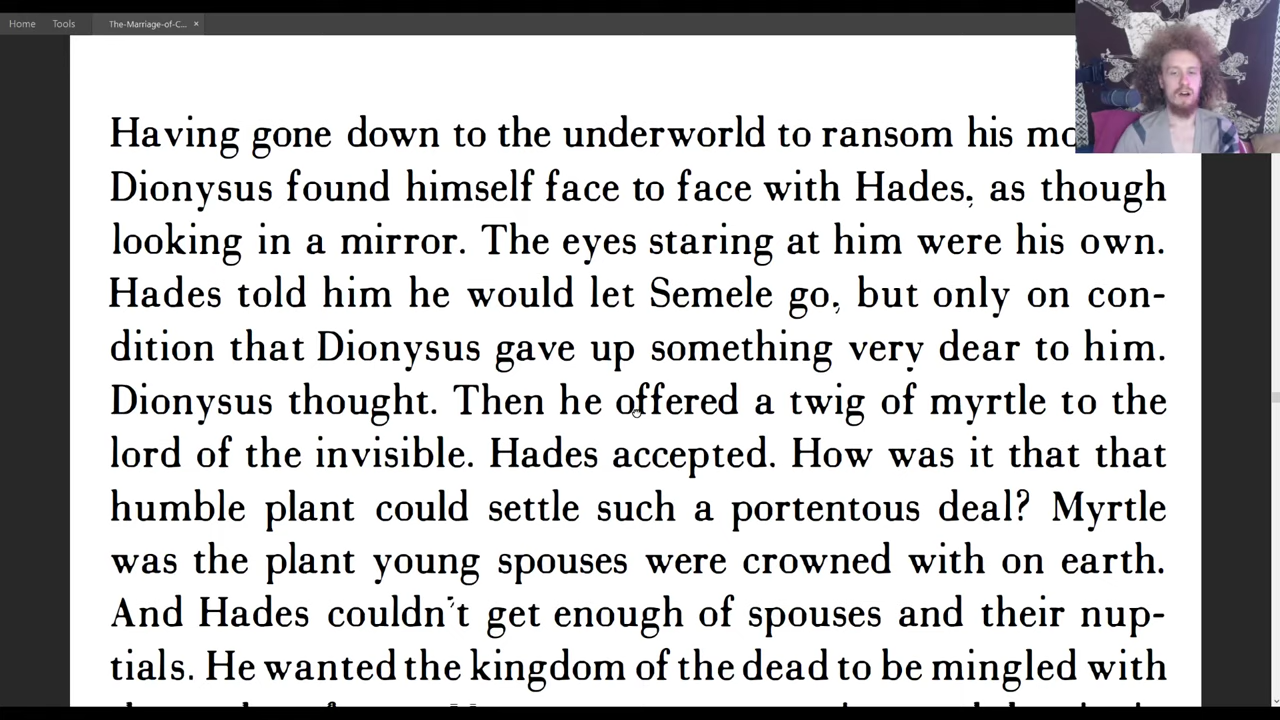 Home Tools The-Marriage-of-C... ×
Having gone down to the underworld to ransom his
Dionysus found himself face to face with Hades, as though
looking in a mirror. The eyes staring at him were his own.
Hades told him he would let Semele go, but only on con-
dition that Dionysus gave up something very dear to him.
Dionysus thought. Then he offered a twig of myrtle to the
lord of the invisible. Hades accepted. How was it that that
humble plant could settle such a portentous deal? Myrtle
was the plant young spouses were crowned with on earth.
And Hades couldn't get enough of spouses and their nup-
tials. He wanted the kingdom of the dead to be mingled with